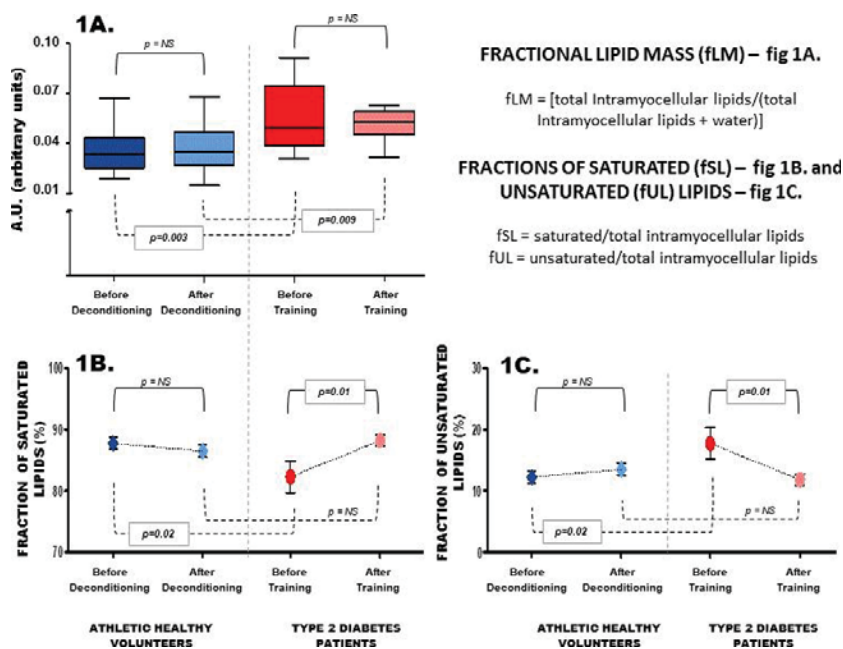 1A.
p = NS
p = NS
0.10
0.07
0.04
0.01
A.U. (arbitrary units)
p=0.003
p=0.009
Before
Deconditioning
After
Deconditioning
Before
Training
After
Training
FRACTIONAL LIPID MASS (fLM) – fig 1A.
fLM = [total Intramyocellular lipids/(total
Intramyocellular lipids + water)]
FRACTIONS OF SATURATED (fSL) – fig 1B. and
UNSATURATED (fUL) LIPIDS – fig 1C.
fSL = saturated/total intramyocellular lipids
fUL = unsaturated/total intramyocellular lipids
1B.
p = NS
p=0.01
100
90
80
70
FRACTION OF SATURATED
LIPIDS (%)
p=0.02
p = NS
Before
Deconditioning
After
Deconditioning
Before
Training
After
Training
ATHLETIC HEALTHY
VOLUNTEERS
TYPE 2 DIABETES
PATIENTS
1C.
p = NS
p=0.01
30
20
10
0
FRACTION OF UNSATURATED
LIPIDS (%)
p=0.02
p = NS
Before
Deconditioning
After
Deconditioning
Before
Training
After
Training
ATHLETIC HEALTHY
VOLUNTEERS
TYPE 2 DIABETES
PATIENTS